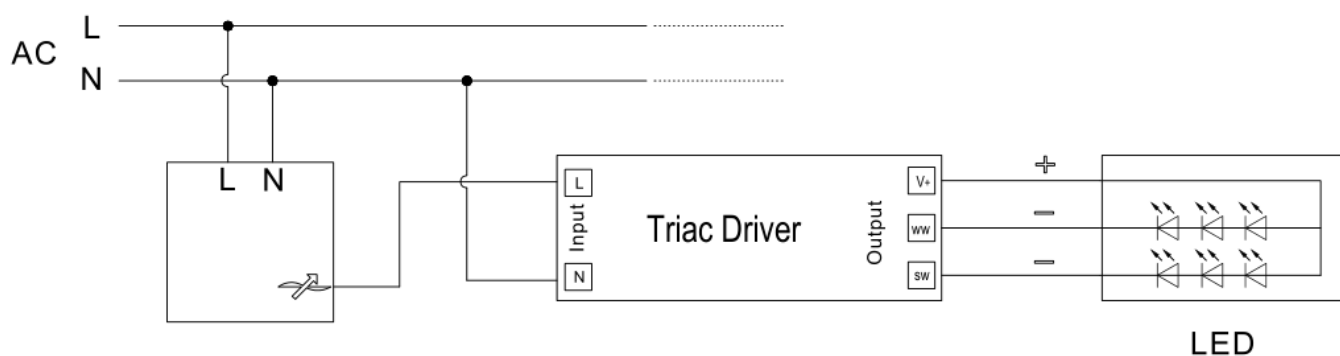 L
AC
N
L N
L
Input
N
Triac Driver
Output
V+
WW
SW
+
−
−
LED